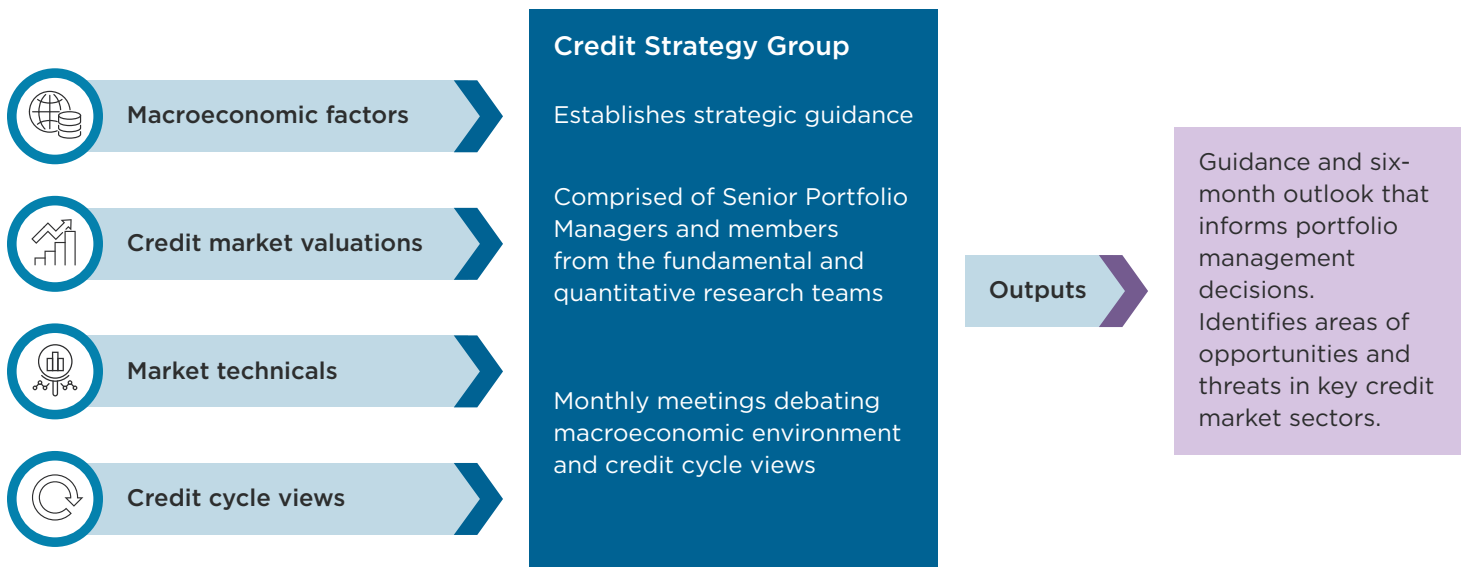 Macroeconomic factors
Credit market valuations
Market technicals
Credit cycle views
Credit Strategy Group
Establishes strategic guidance
Comprised of Senior Portfolio
Managers and members
from the fundamental and
quantitative research teams
Monthly meetings debating
macroeconomic environment
and credit cycle views
Outputs
Guidance and six-
month outlook that
informs portfolio
management
decisions.
Identifies areas of
opportunities and
threats in key credit
market sectors.